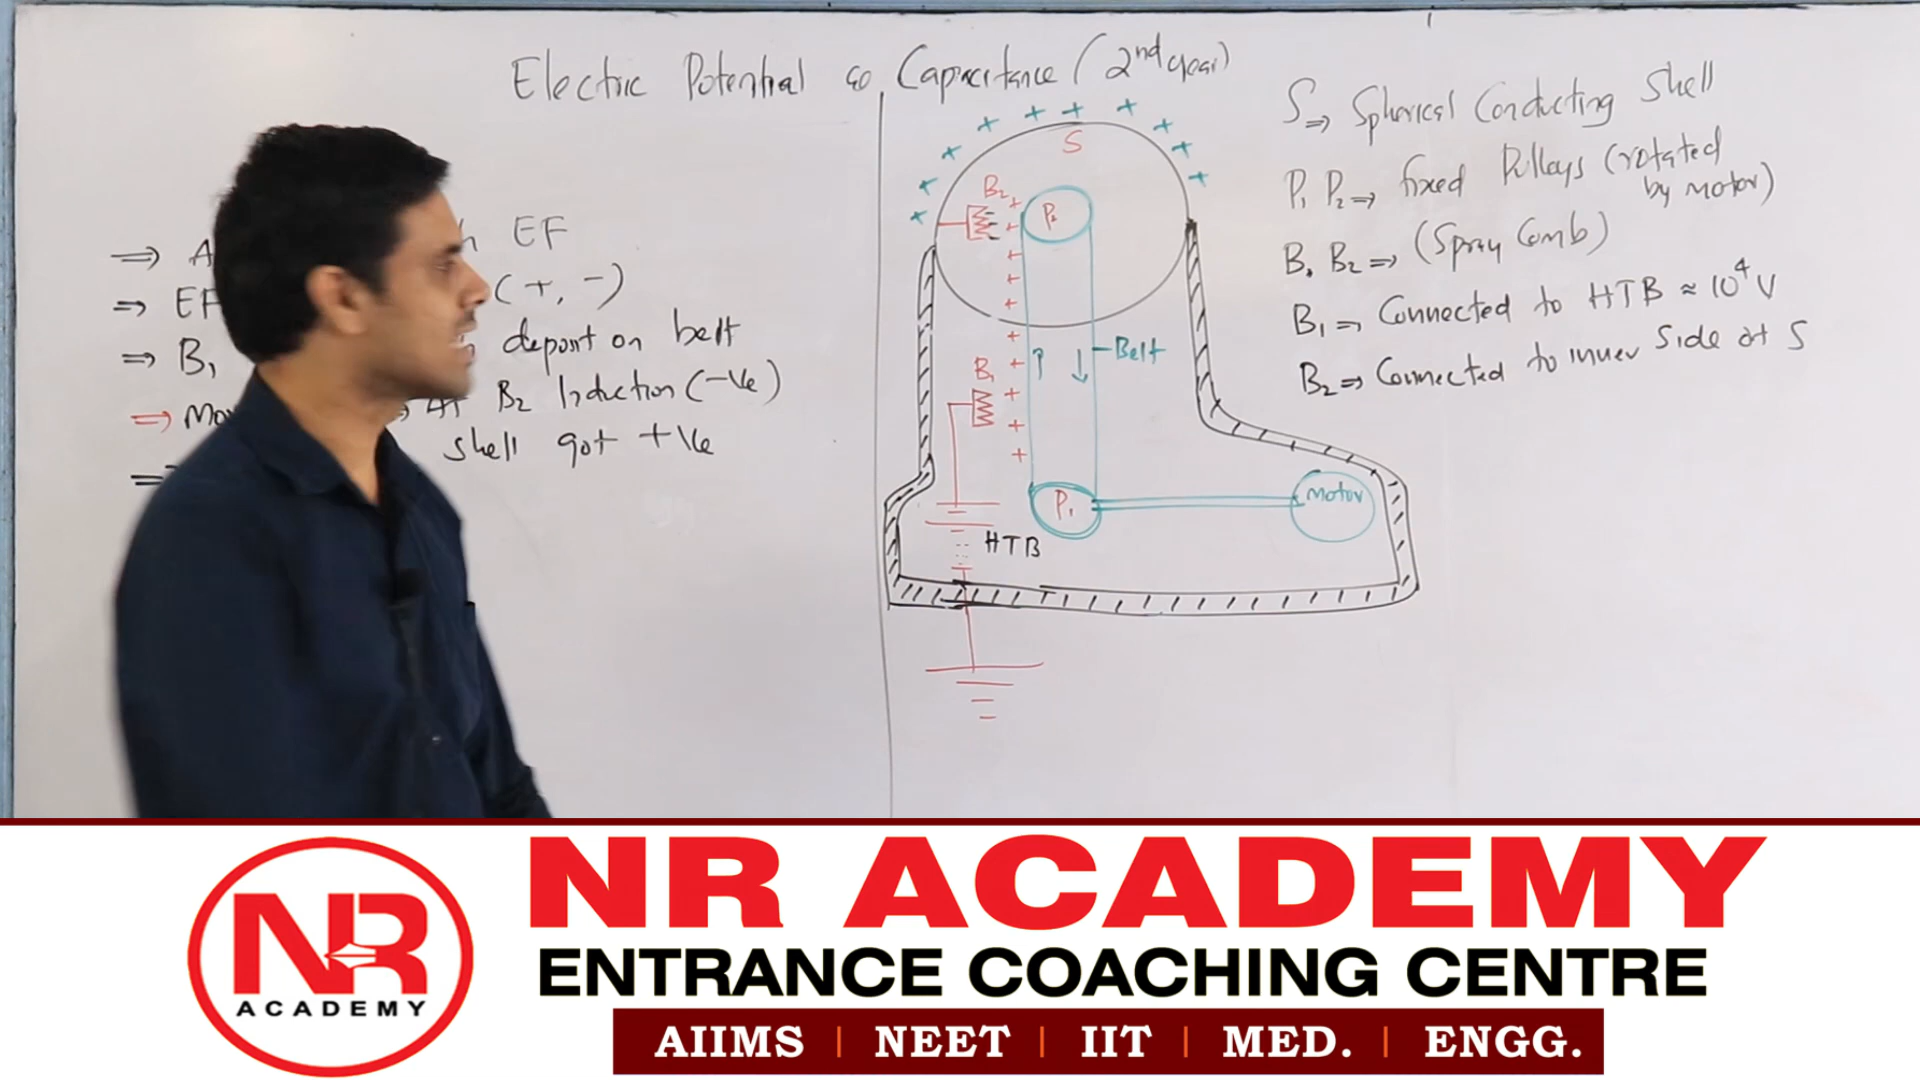 Electric Potential & Capacitance (2nd year)
⇒ A EF
⇒ EF (+, -)
⇒ B₁ deposit on belt
⇒ Mo At B₂ Induction (-Ve)
shell got +Ve
⇒
S
B₂
P₂
B₁
Belt
P₁
Motor
HTB
S ⇒ Spherical Conducting Shell
P₁ P₂ ⇒ fixed Pulleys (rotated
by motor)
B₁ B₂ ⇒ (Spray Comb)
B₁ ⇒ Connected to HTB ≈ 10⁴ V
B₂ ⇒ Connected to inner side of S
NR
ACADEMY
NR ACADEMY
ENTRANCE COACHING CENTRE
AIIMS | NEET | IIT | MED. | ENGG.